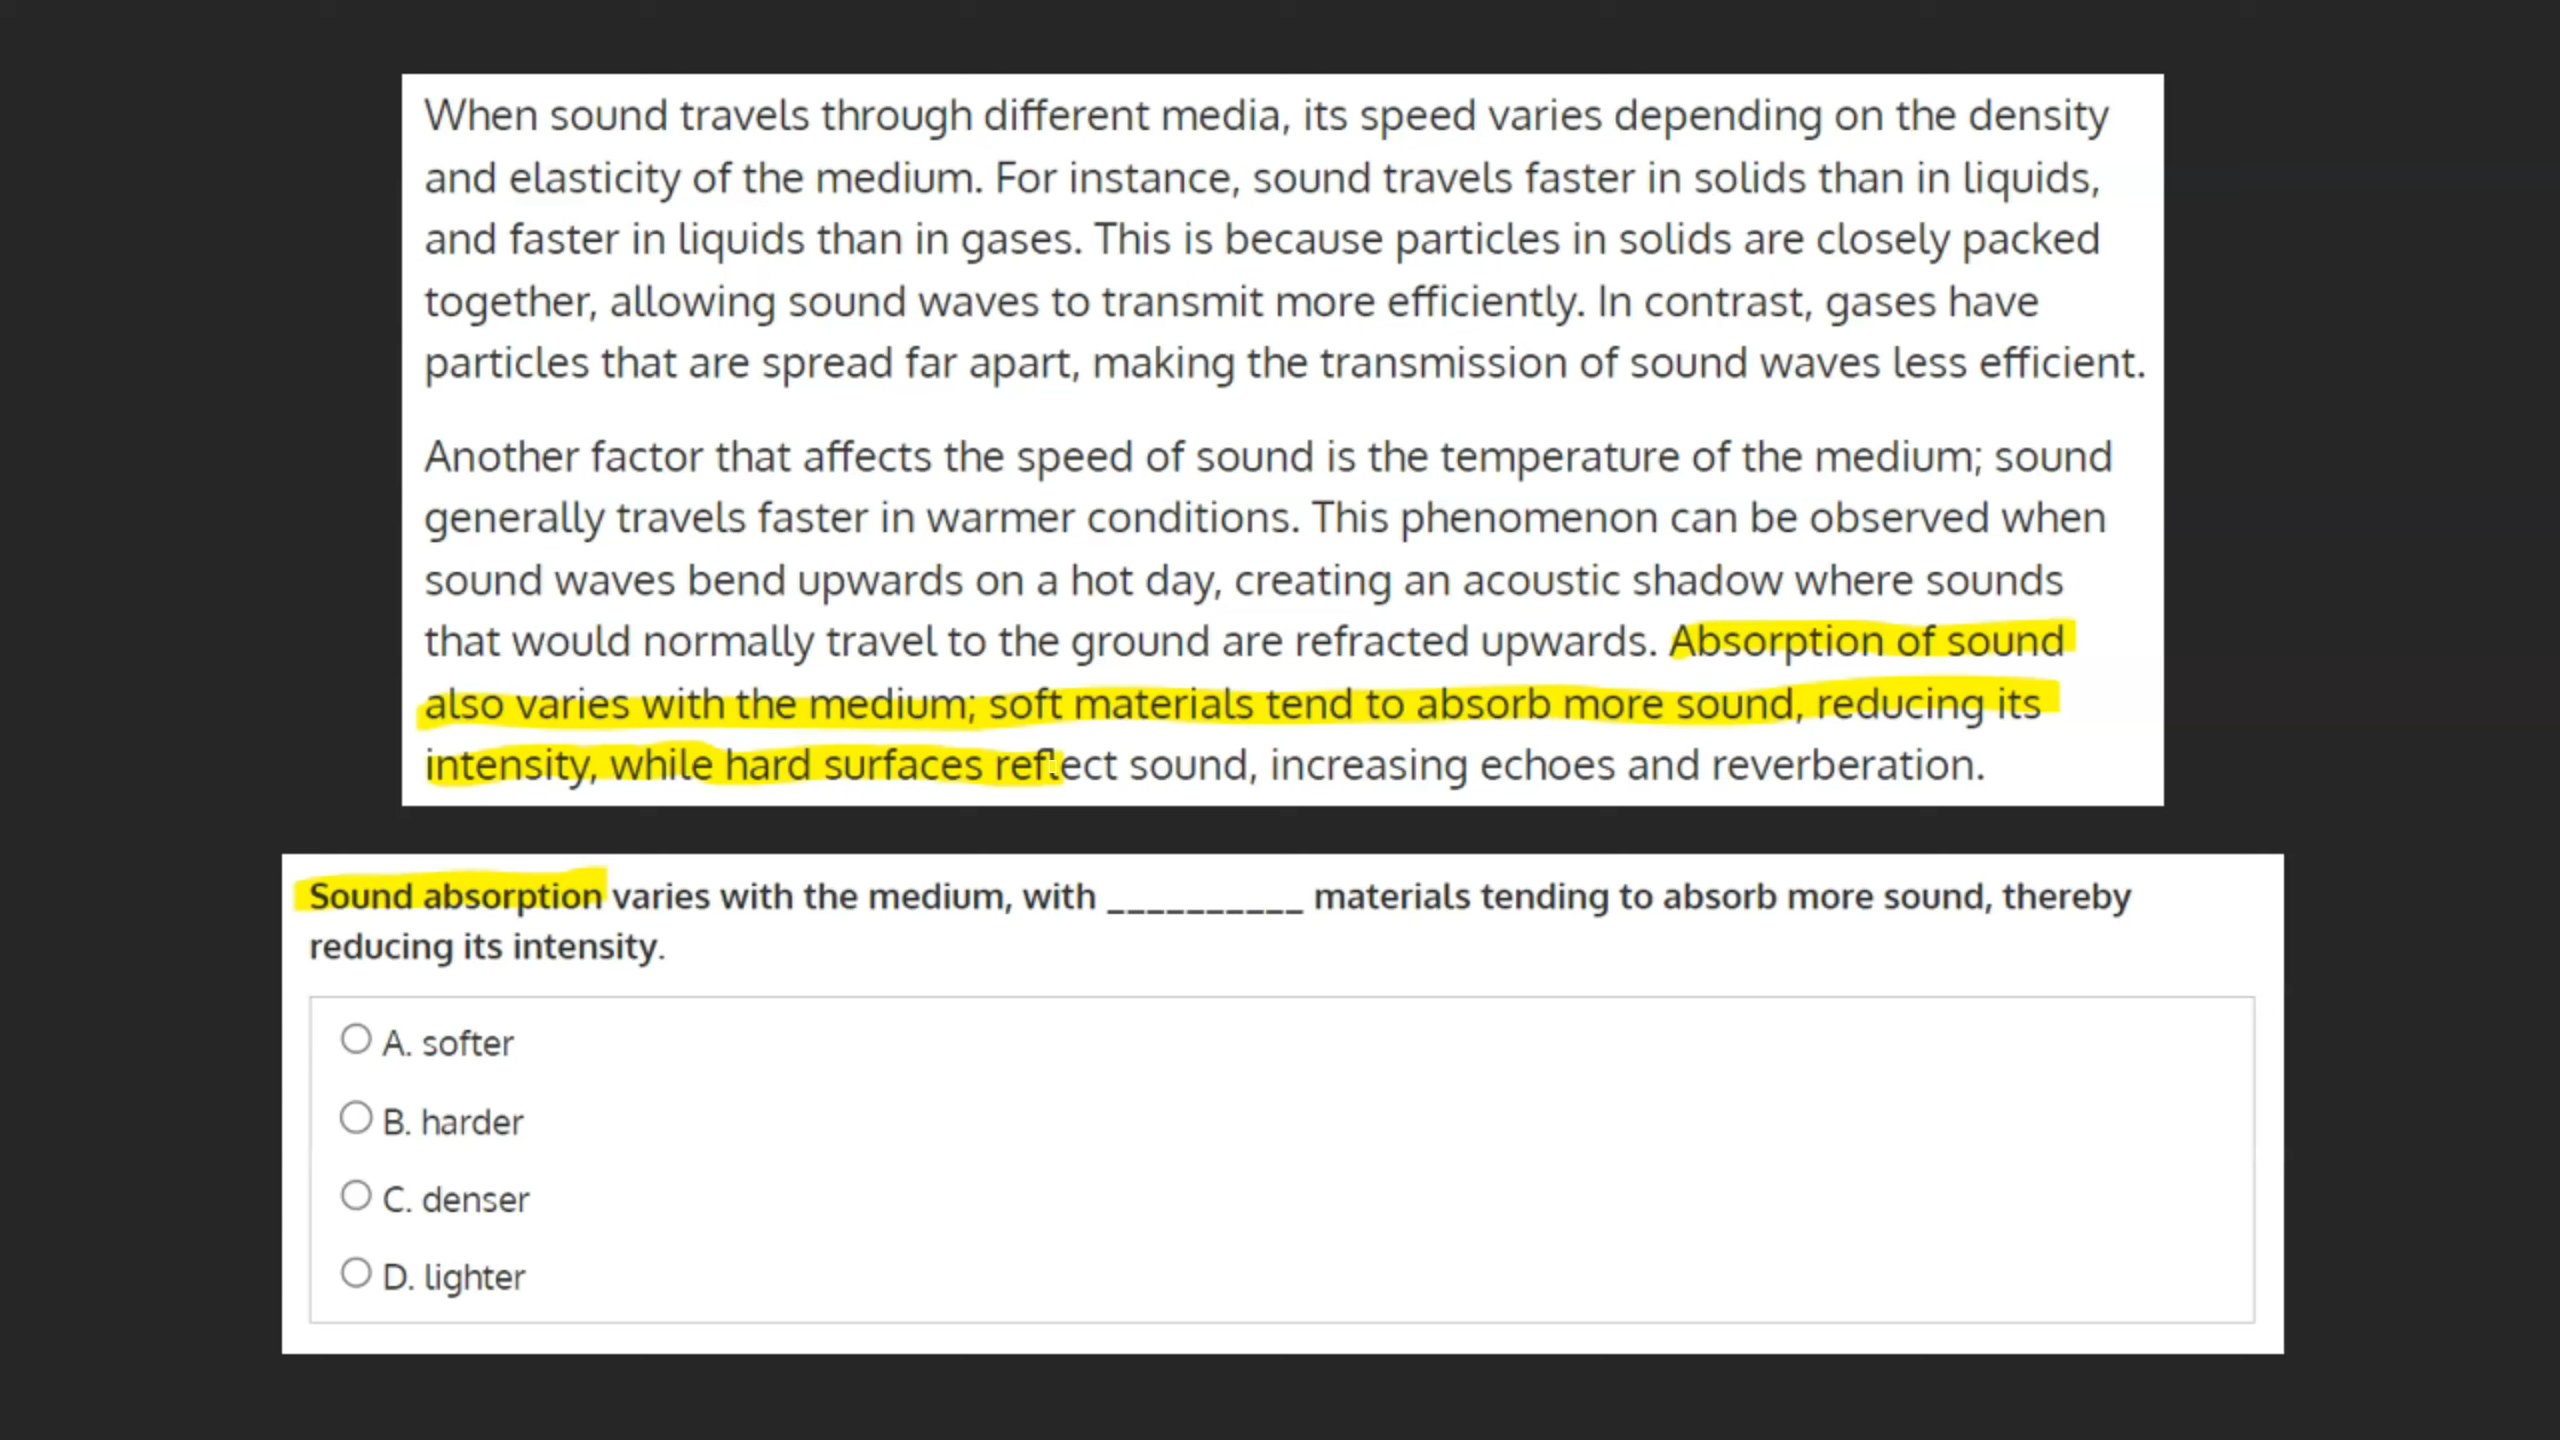 When sound travels through different media, its speed varies depending on the density
and elasticity of the medium. For instance, sound travels faster in solids than in liquids,
and faster in liquids than in gases. This is because particles in solids are closely packed
together, allowing sound waves to transmit more efficiently. In contrast, gases have
particles that are spread far apart, making the transmission of sound waves less efficient.
Another factor that affects the speed of sound is the temperature of the medium; sound
generally travels faster in warmer conditions. This phenomenon can be observed when
sound waves bend upwards on a hot day, creating an acoustic shadow where sounds
that would normally travel to the ground are refracted upwards. Absorption of sound
also varies with the medium; soft materials tend to absorb more sound, reducing its
intensity, while hard surfaces reflect sound, increasing echoes and reverberation.
Sound absorption varies with the medium, with __________ materials tending to absorb more sound, thereby
reducing its intensity.
A. softer
B. harder
C. denser
D. lighter